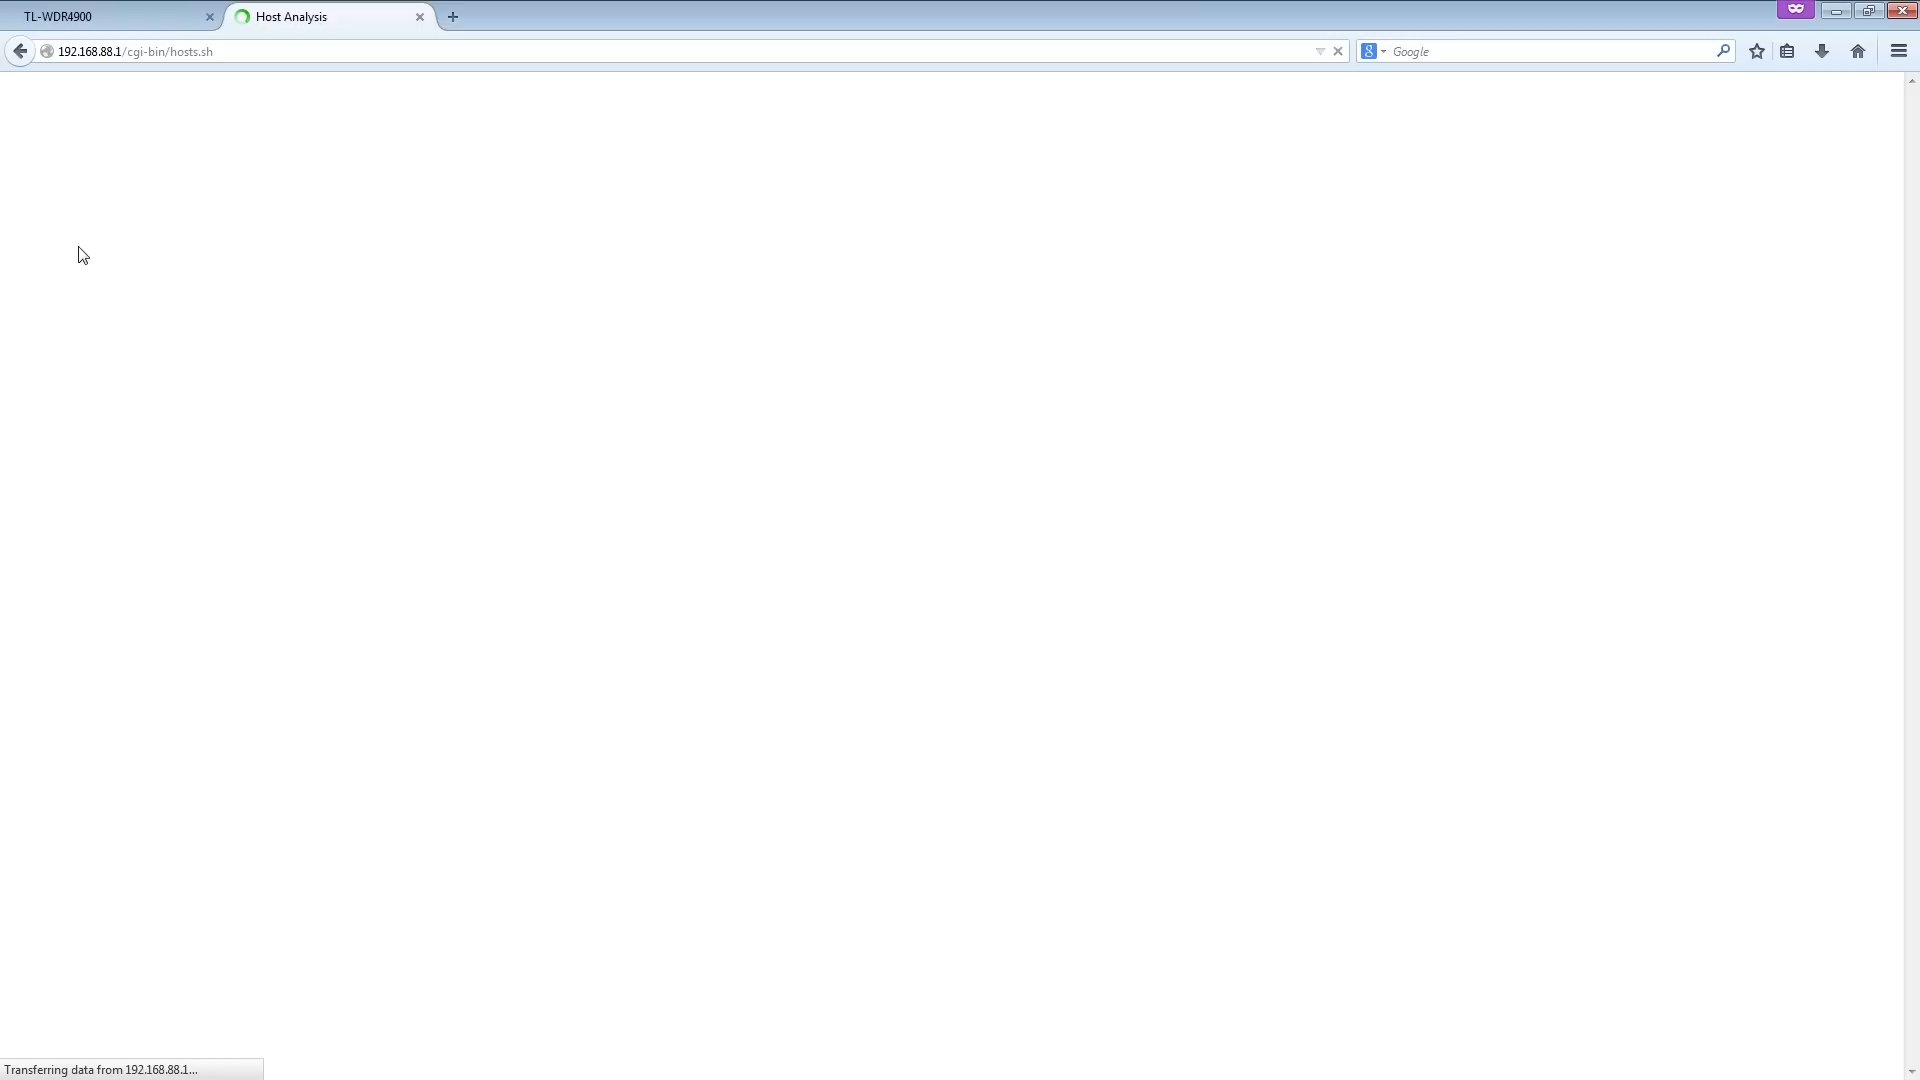 TL-WDR4900
Host Analysis
192.168.88.1/cgi-bin/hosts.sh
Google
Transferring data from 192.168.88.1...